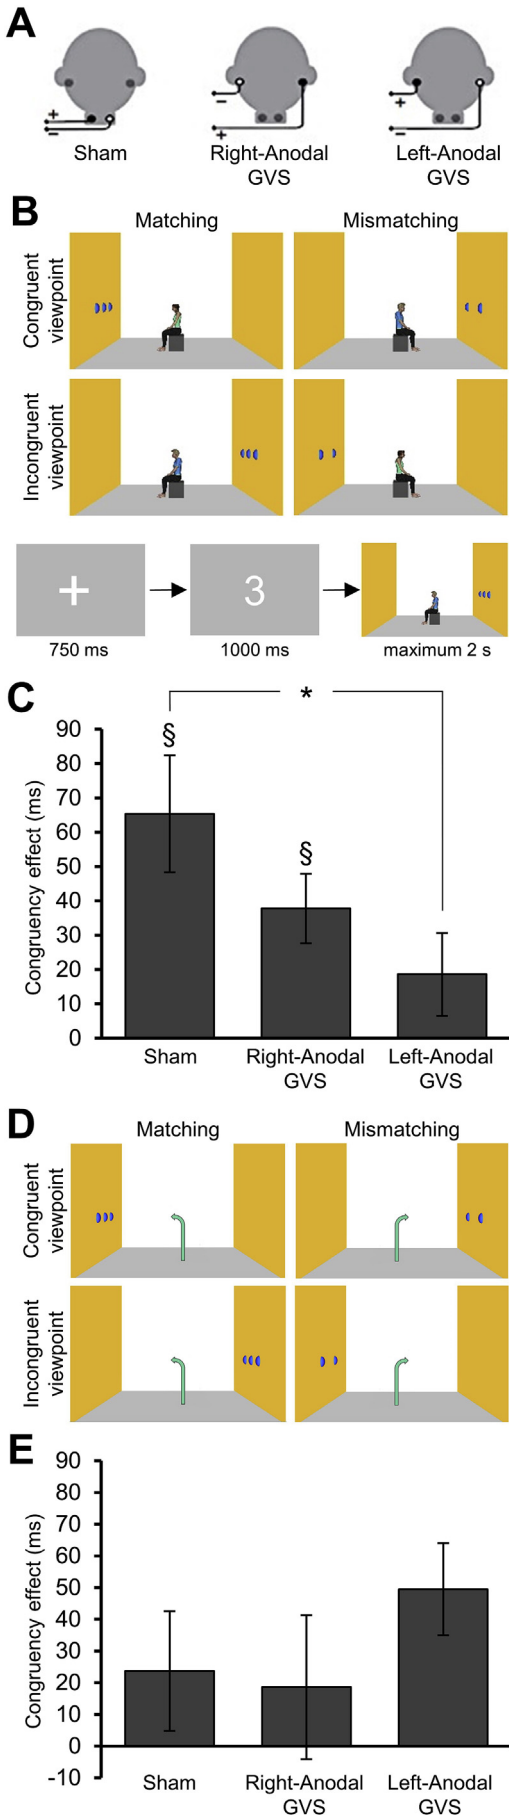 A
+
−
−
+
+
−
Sham
Right-Anodal
GVS
Left-Anodal
GVS
B
Matching
Mismatching
Congruent
viewpoint
Incongruent
viewpoint
+
3
750 ms
1000 ms
maximum 2 s
C
*
§
§
Congruency effect (ms)
90
80
70
60
50
40
30
20
10
0
Sham
Right-Anodal
GVS
Left-Anodal
GVS
D
Matching
Mismatching
Congruent
viewpoint
Incongruent
viewpoint
E
Congruency effect (ms)
90
80
70
60
50
40
30
20
10
0
-10
Sham
Right-Anodal
GVS
Left-Anodal
GVS